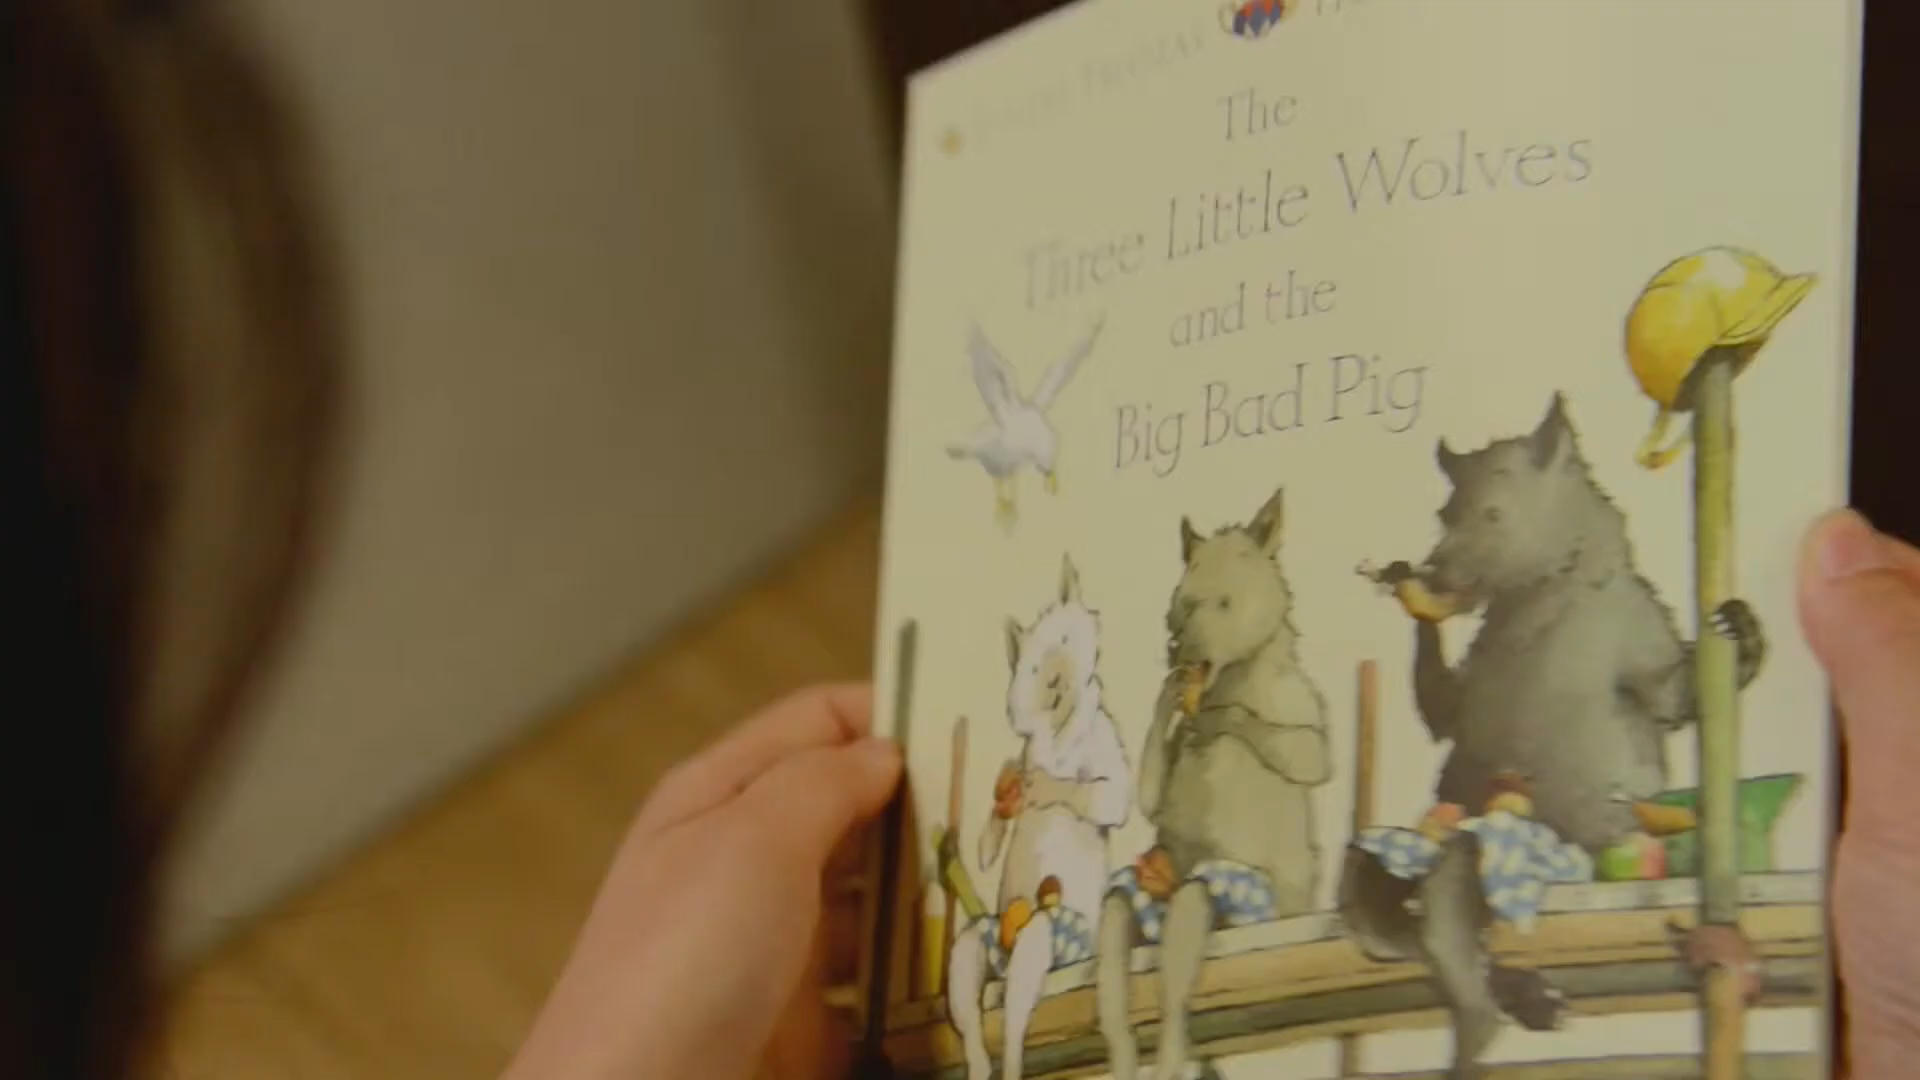 The
Three Little Wolves
and the
Big Bad Pig